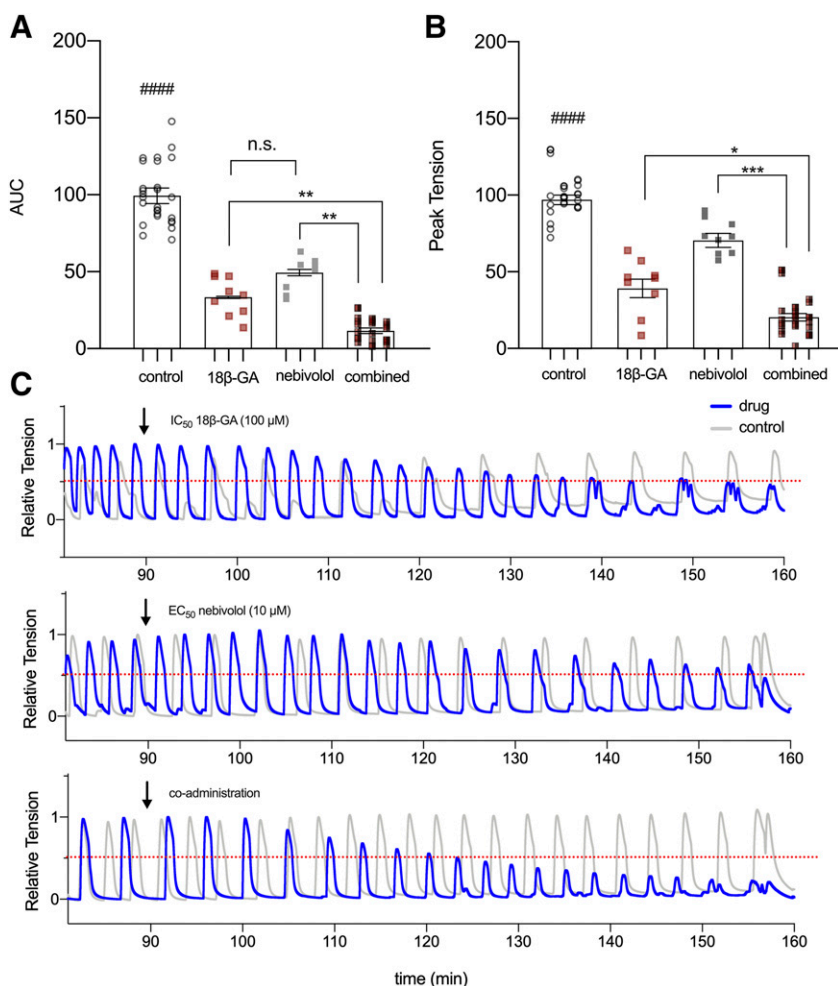 A
200
150
100
50
0
AUC
####
n.s.
**
**
control
18β-GA
nebivolol
combined
B
200
150
100
50
0
Peak Tension
####
*
***
control
18β-GA
nebivolol
combined
C
IC50 18β-GA (100 µM)
drug
control
Relative Tension
1
0
90 100 110 120 130 140 150 160
EC50 nebivolol (10 µM)
Relative Tension
1
0
90 100 110 120 130 140 150 160
co-administration
Relative Tension
1
0
90 100 110 120 130 140 150 160
time (min)